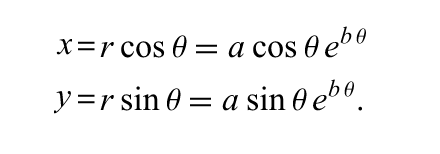 x = r cos θ = a cos θ e^{bθ}
y = r sin θ = a sin θ e^{bθ}.